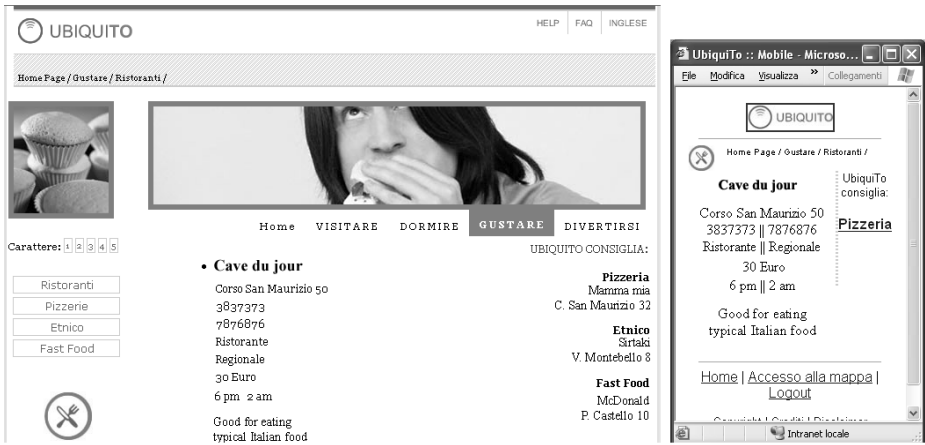 UBIQUITO
HELP FAQ INGLESE
Home Page / Gustare / Ristoranti /
Home VISITARE DORMIRE GUSTARE DIVERTIRSI
Carattere: 1 2 3 4 5
Ristoranti
Pizzerie
Etnico
Fast Food
• Cave du jour
Corso San Maurizio 50
3837373
7876876
Ristorante
Regionale
30 Euro
6 pm 2 am
Good for eating
typical Italian food
UBIQUITO CONSIGLIA:
Pizzeria
Mamma mia
C. San Maurizio 32
Etnico
Sirtaki
V. Montebello 8
Fast Food
McDonald
P. Castello 10
UbiquiTo :: Mobile - Microso...
File Modifica Visualizza » Collegamenti
UBIQUITO
Home Page / Gustare / Ristoranti /
Cave du jour
Corso San Maurizio 50
3837373 || 7876876
Ristorante || Regionale
30 Euro
6 pm || 2 am
Good for eating
typical Italian food
UbiquiTo
consiglia:
Pizzeria
Home | Accesso alla mappa |
Logout
Copyright | Crediti | Disclaimer
Intranet locale